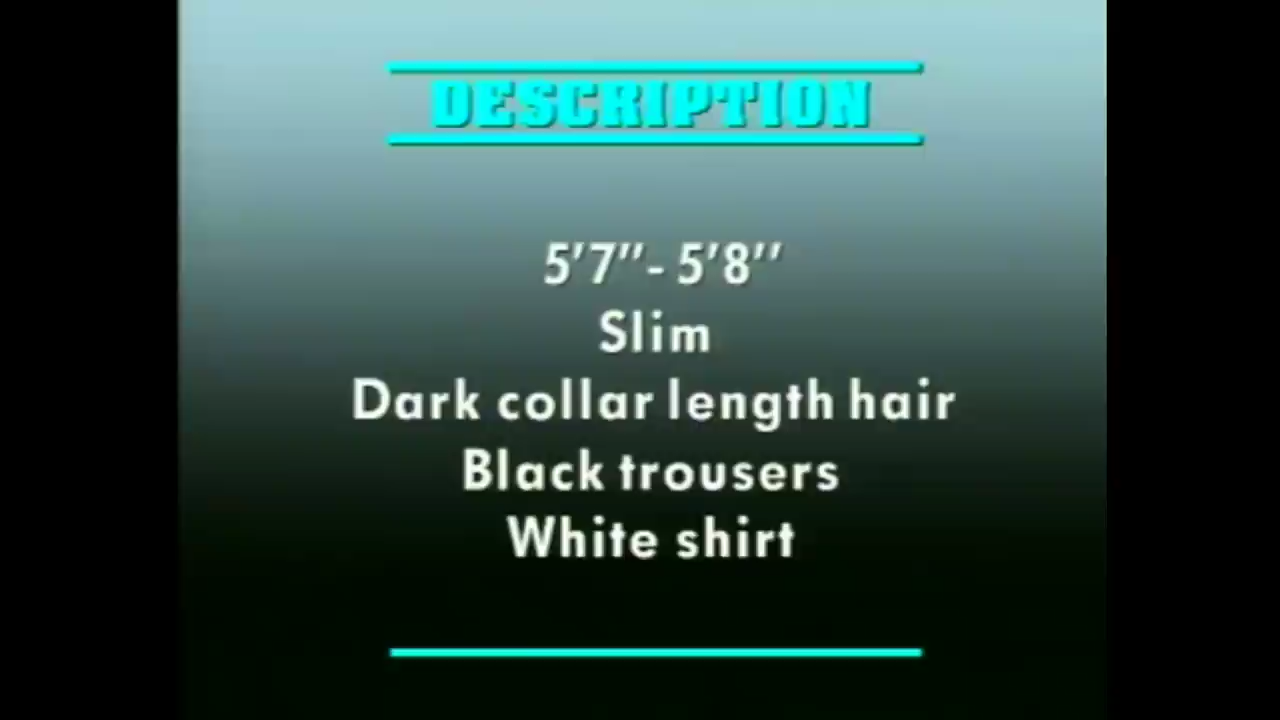 DESCRIPTION
5'7"- 5'8''
Slim
Dark collar length hair
Black trousers
White shirt